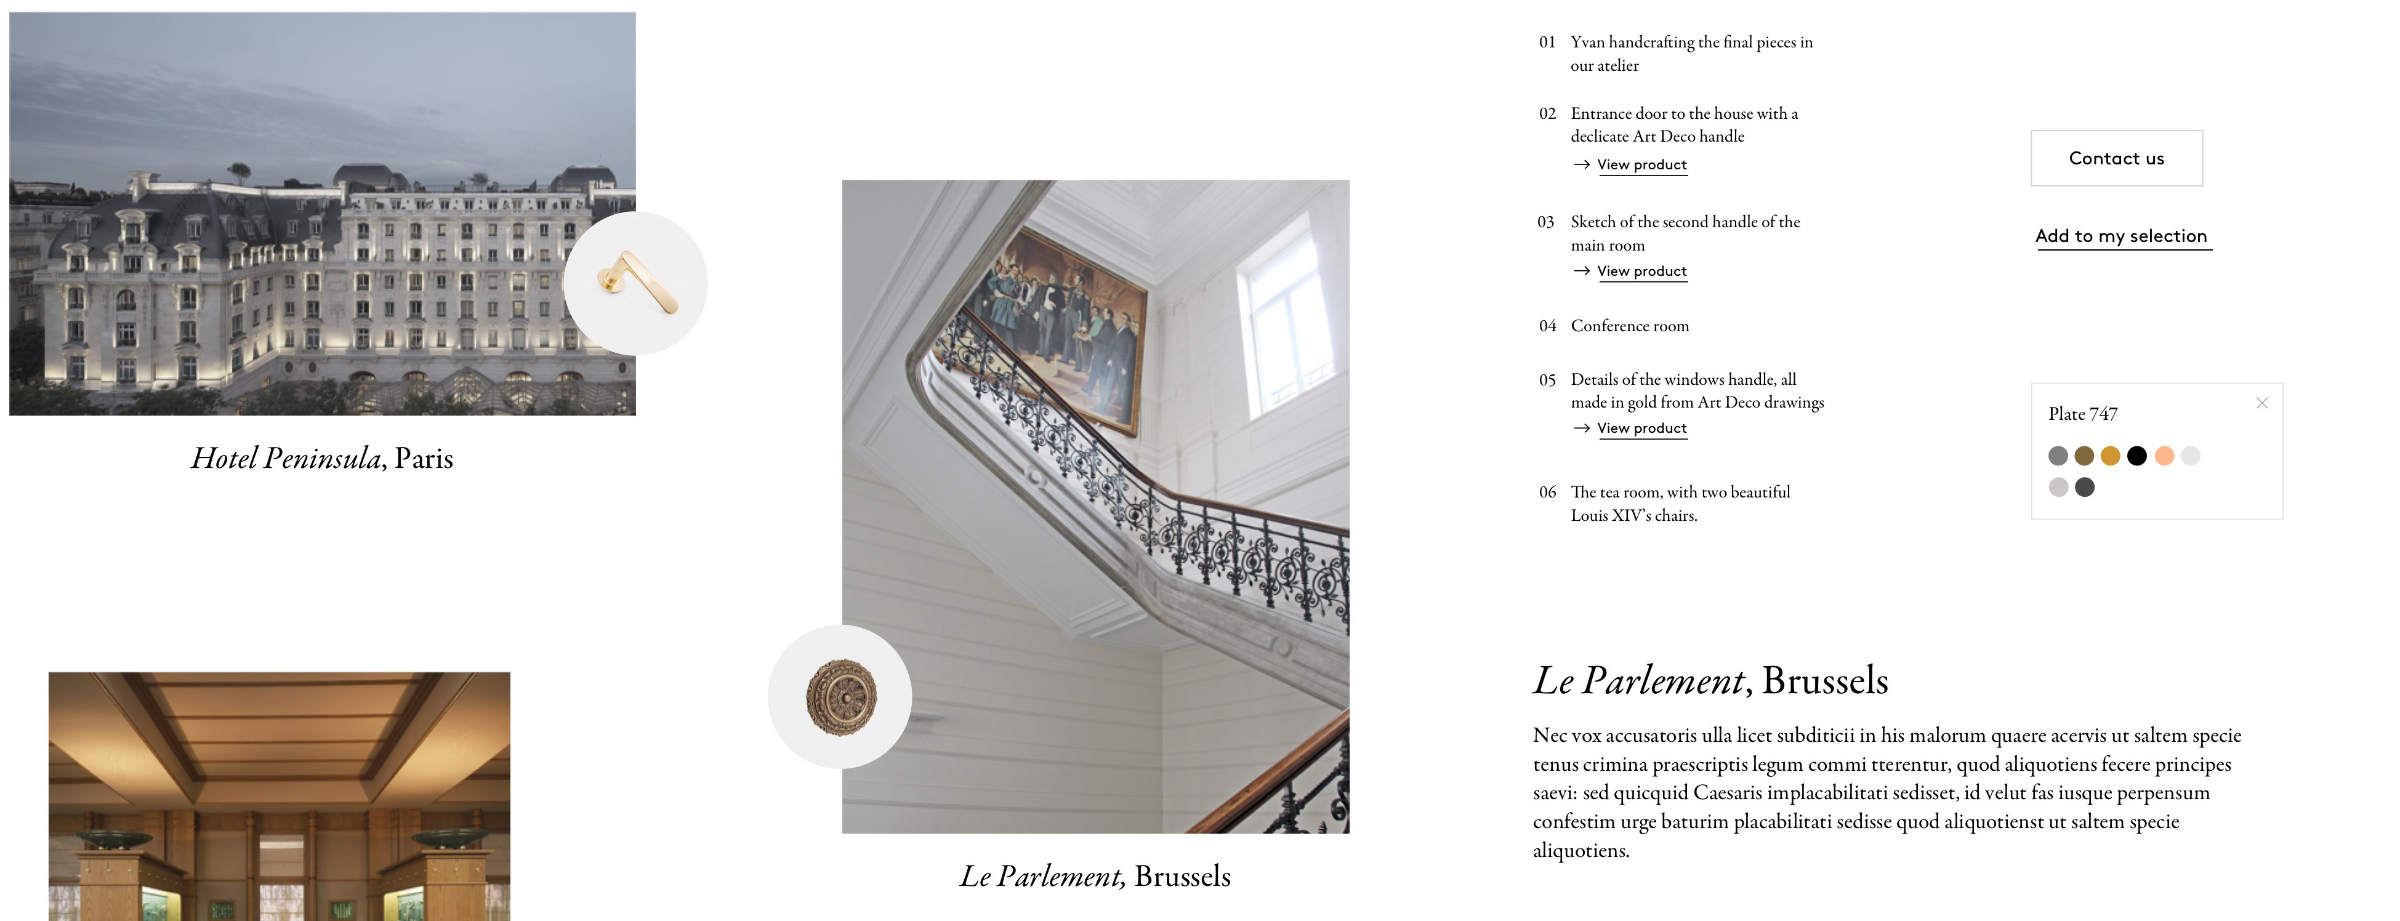 Hotel Peninsula, Paris
Le Parlement, Brussels
01 Yvan handcrafting the final pieces in
our atelier
02 Entrance door to the house with a
declicate Art Deco handle
→ View product
03 Sketch of the second handle of the
main room
→ View product
04 Conference room
05 Details of the windows handle, all
made in gold from Art Deco drawings
→ View product
06 The tea room, with two beautiful
Louis XIV's chairs.
Contact us
Add to my selection
Plate 747
Le Parlement, Brussels
Nec vox accusatoris ulla licet subditicii in his malorum quaere acervis ut saltem specie
tenus crimina praescriptis legum commi tterentur, quod aliquotiens fecere principes
saevi: sed quicquid Caesaris implacabilitati sedisset, id velut fas iusque perpensum
confestim urge baturim placabilitati sedisse quod aliquotienst ut saltem specie
aliquotiens.